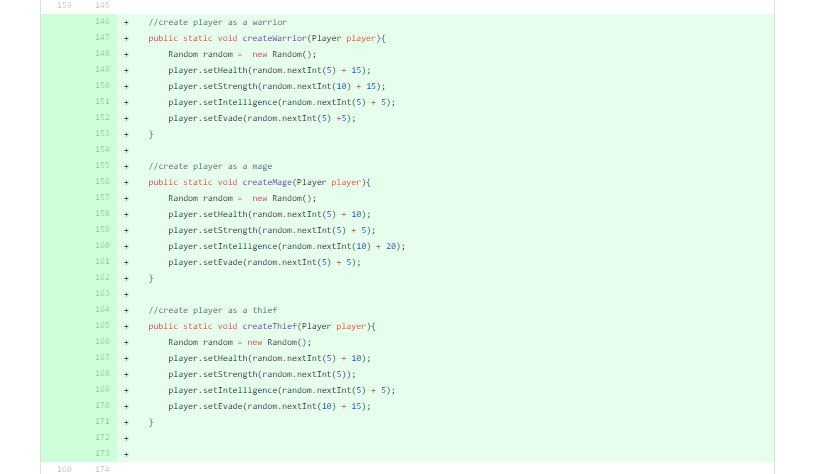 159 145
146 + //create player as a warrior
147 + public static void createWarrior(Player player){
148 + Random random =  new Random();
149 + player.setHealth(random.nextInt(5) + 15);
150 + player.setStrength(random.nextInt(10) + 15);
151 + player.setIntelligence(random.nextInt(5) + 5);
152 + player.setEvade(random.nextInt(5) +5);
153 + }
154 +
155 + //create player as a mage
156 + public static void createMage(Player player){
157 + Random random =  new Random();
158 + player.setHealth(random.nextInt(5) + 10);
159 + player.setStrength(random.nextInt(5) + 5);
160 + player.setIntelligence(random.nextInt(10) + 20);
161 + player.setEvade(random.nextInt(5) + 5);
162 + }
163 +
164 + //create player as a thief
165 + public static void createThief(Player player){
166 + Random random = new Random();
167 + player.setHealth(random.nextInt(5) + 10);
168 + player.setStrength(random.nextInt(5));
169 + player.setIntelligence(random.nextInt(5) + 5);
170 + player.setEvade(random.nextInt(10) + 15);
171 + }
172 +
173 +
160 174